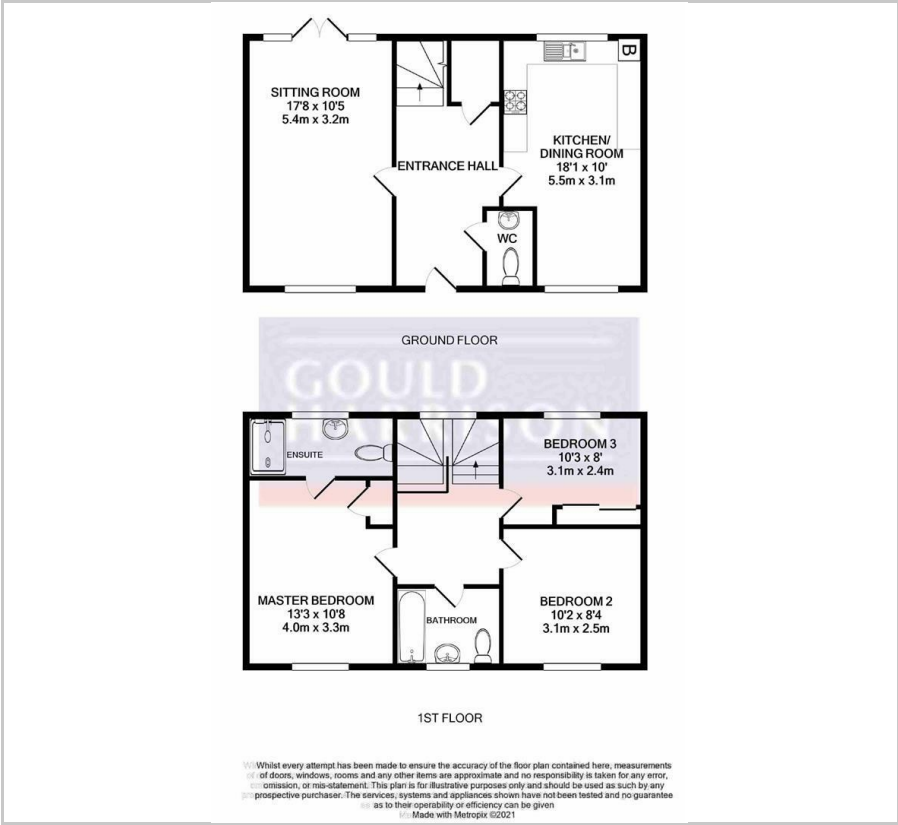 SITTING ROOM
17'8 x 10'5
5.4m x 3.2m
ENTRANCE HALL
B
KITCHEN/
DINING ROOM
18'1 x 10'
5.5m x 3.1m
WC
GROUND FLOOR
GOULD
HARRISON
ENSUITE
BEDROOM 3
10'3 x 8'
3.1m x 2.4m
MASTER BEDROOM
13'3 x 10'8
4.0m x 3.3m
BATHROOM
BEDROOM 2
10'2 x 8'4
3.1m x 2.5m
1ST FLOOR
Whilst every attempt has been made to ensure the accuracy of the floor plan contained here, measurements
of doors, windows, rooms and any other items are approximate and no responsibility is taken for any error,
omission, or mis-statement. This plan is for illustrative purposes only and should be used as such by any
prospective purchaser. The services, systems and appliances shown have not been tested and no guarantee
as to their operability or efficiency can be given
Made with Metropix ©2021